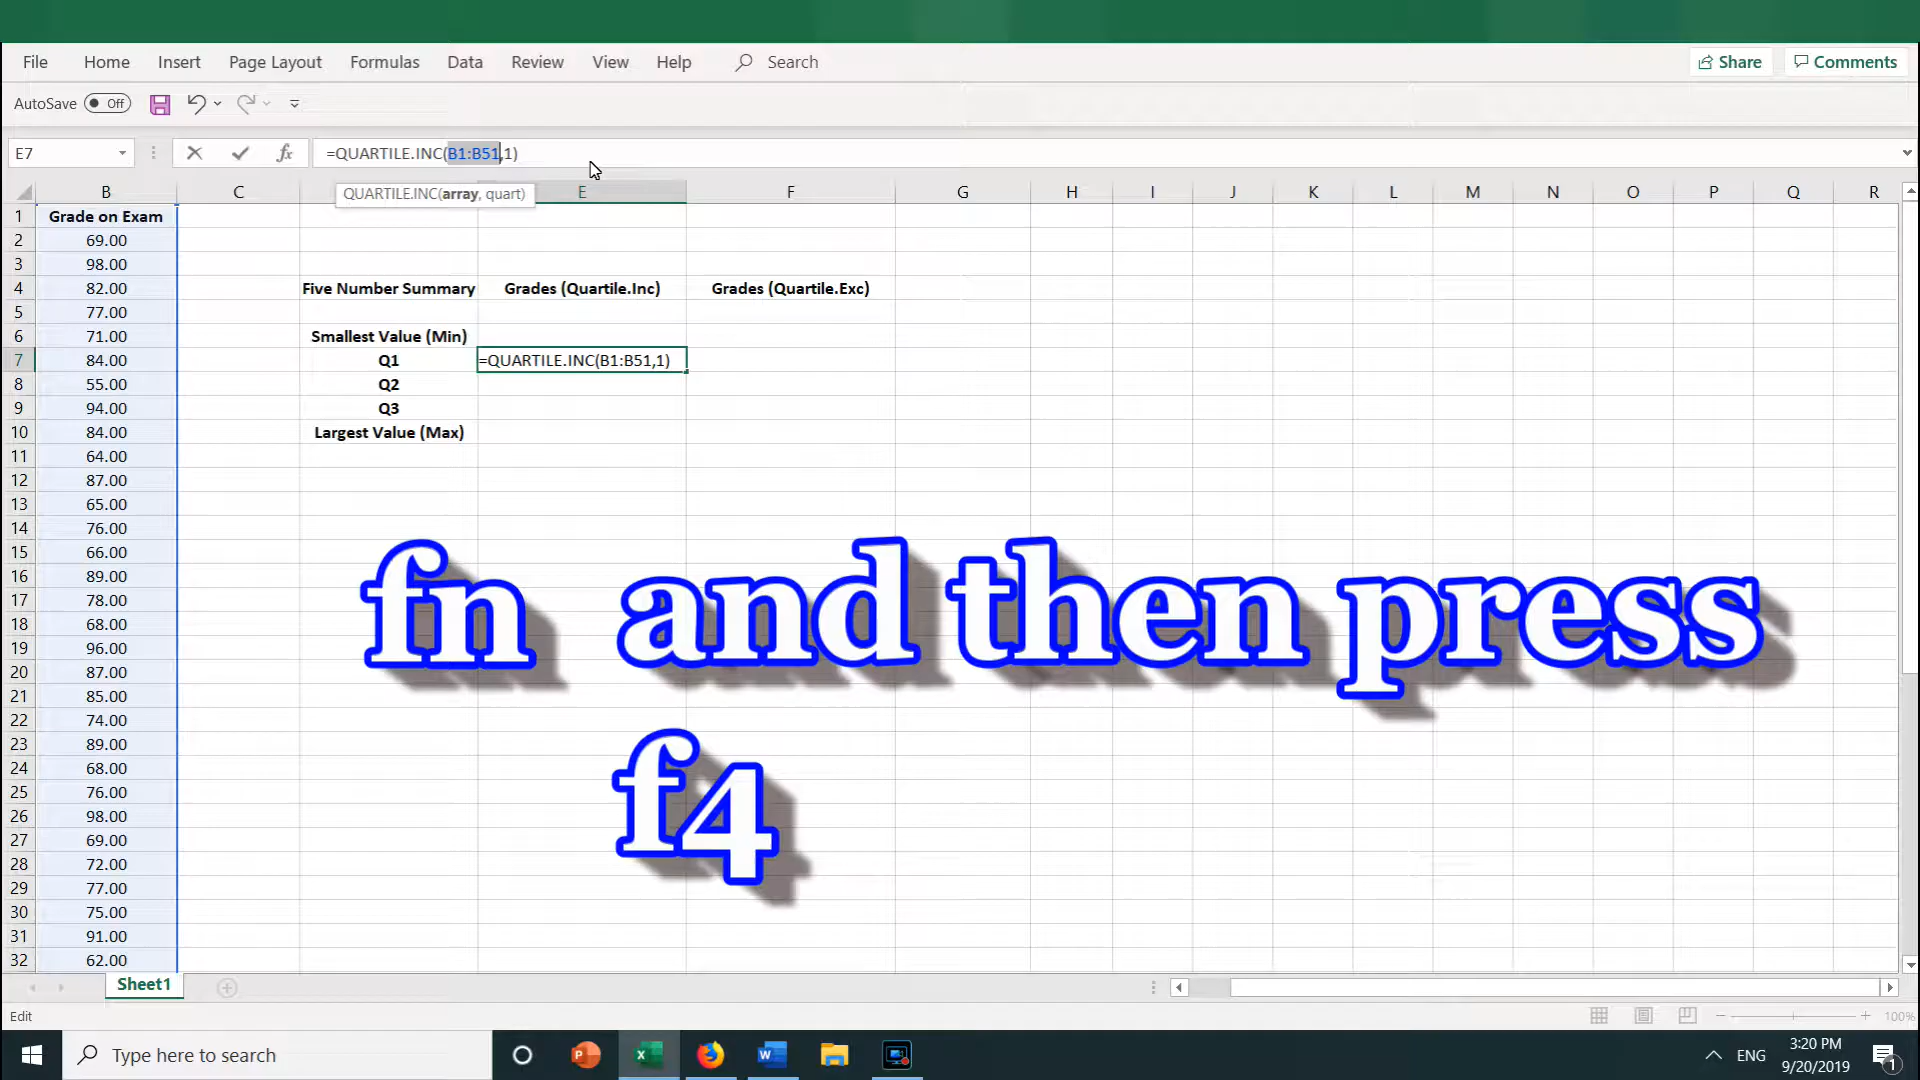 File Home Insert Page Layout Formulas Data Review View Help Search Share Comments
AutoSave Off
E7 fx =QUARTILE.INC(B1:B51,1)
QUARTILE.INC(array, quart)
B C E F G H I J K L M N O P Q R
1 Grade on Exam
2 69.00
3 98.00
4 82.00 Five Number Summary Grades (Quartile.Inc) Grades (Quartile.Exc)
5 77.00
6 71.00 Smallest Value (Min)
7 84.00 Q1 =QUARTILE.INC(B1:B51,1)
8 55.00 Q2
9 94.00 Q3
10 84.00 Largest Value (Max)
11 64.00
12 87.00
13 65.00
14 76.00
15 66.00
16 89.00
17 78.00
18 68.00
19 96.00
20 87.00
21 85.00
22 74.00
23 89.00
24 68.00
25 76.00
26 98.00
27 69.00
28 72.00
29 77.00
30 75.00
31 91.00
32 62.00
fn and then press
f4
Sheet1
Edit 100%
Type here to search ENG 3:20 PM
9/20/2019 1